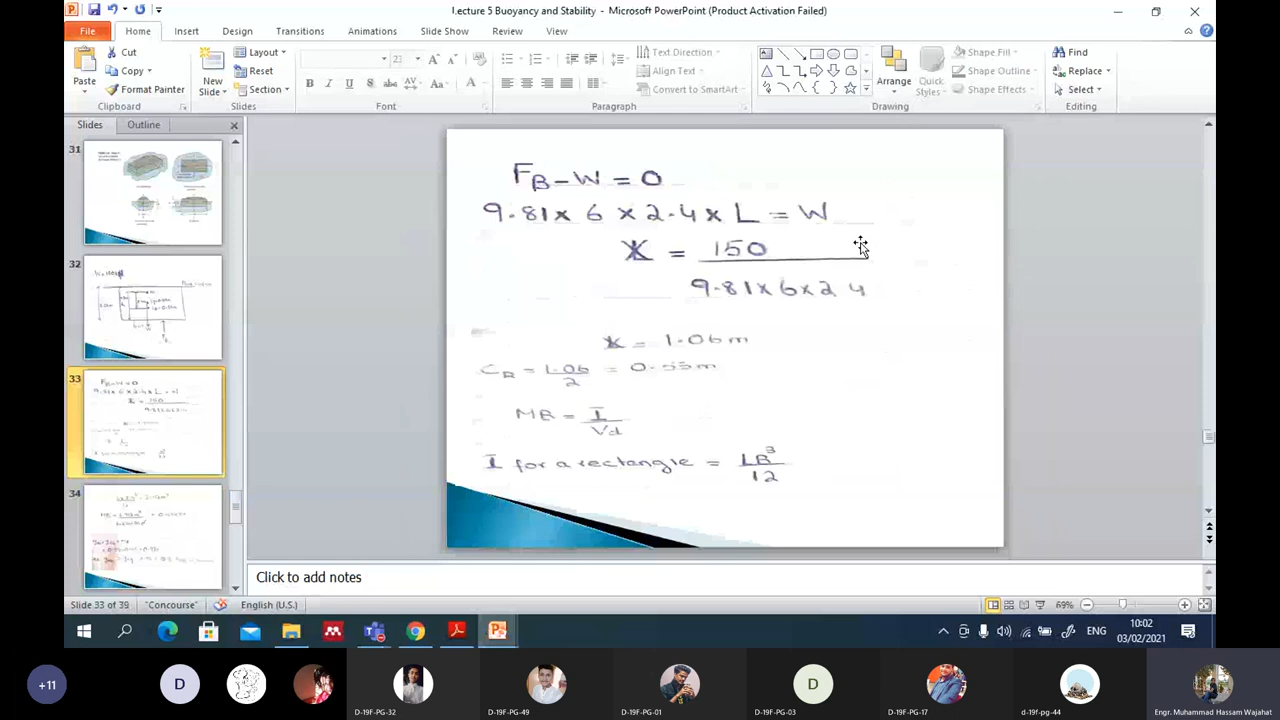 Lecture 5 Buoyancy and Stability - Microsoft PowerPoint (Product Activation Failed)
File Home Insert Design Transitions Animations Slide Show Review View
Paste Cut Copy Format Painter Clipboard
New Slide Layout Reset Section Slides
Font
Text Direction Align Text Convert to SmartArt Paragraph
Arrange Quick Styles Shape Fill Shape Outline Shape Effects Drawing
Find Replace Select Editing
Slides Outline
31
32
33
34
FB-W = 0
9.81 x 6 x 2.4 x L = W
X = 150
9.81 x 6 x 2.4
X = 1.06 m
CB = 1.06 = 0.55 m
2
MB = I
Vd
I for a rectangle = LB³
12
Click to add notes
Slide 33 of 39 "Concourse" English (U.S.) 69%
ENG
10:02
03/02/2021
+11
D
D
D-19F-PG-32
D-19F-PG-49
D-19F-PG-01
D-19F-PG-03
D-19F-PG-17
d-19f-pg-44
Engr. Muhammad Hassam Wajahat